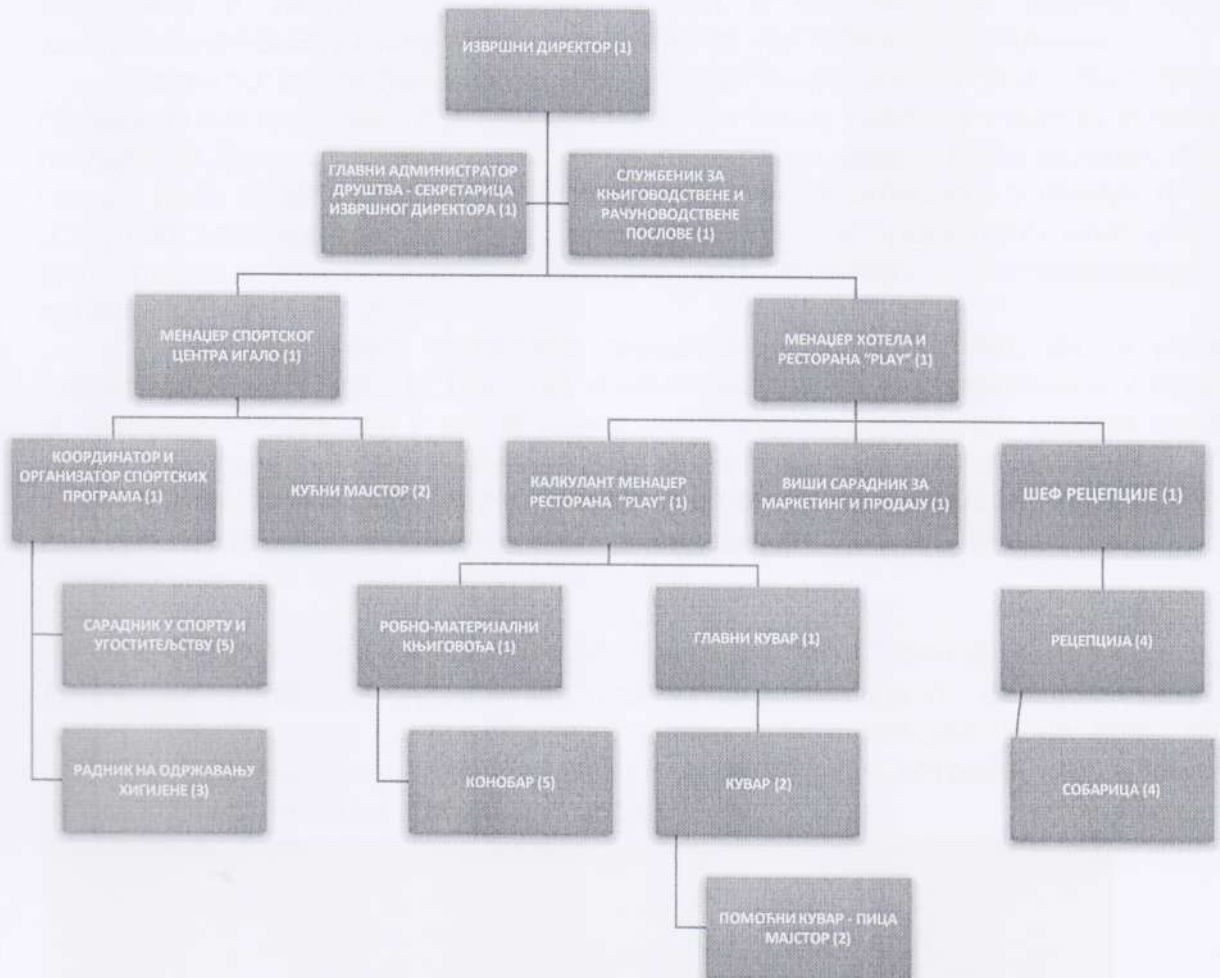 ИЗВРШНИ ДИРЕКТОР (1)
ГЛАВНИ АДМИНИСТРАТОР
ДРУШТВА - СЕКРЕТАРИЦА
ИЗВРШНОГ ДИРЕКТОРА (1)
СЛУЖБЕНИК ЗА
КЊИГОВОДСТВЕНЕ И
РАЧУНОВОДСТВЕНЕ
ПОСЛОВЕ (1)
МЕНАЏЕР СПОРТСКОГ
ЦЕНТРА ИГАЛО (1)
МЕНАЏЕР ХОТЕЛА И
РЕСТОРАНА "PLAY" (1)
КООРДИНАТОР И
ОРГАНИЗАТОР СПОРТСКИХ
ПРОГРАМА (1)
КУЋНИ МАЈСТОР (2)
КАЛКУЛАНТ МЕНАЏЕР
РЕСТОРАНА "PLAY" (1)
ВИШИ САРАДНИК ЗА
МАРКЕТИНГ И ПРОДАЈУ (1)
ШЕФ РЕЦЕПЦИЈЕ (1)
САРАДНИК У СПОРТУ И
УГОСТИТЕЉСТВУ (5)
РОБНО-МАТЕРИЈАЛНИ
КЊИГОВОЂА (1)
ГЛАВНИ КУВАР (1)
РЕЦЕПЦИЈА (4)
РАДНИК НА ОДРЖАВАЊУ
ХИГИЈЕНЕ (3)
КОНОБАР (5)
КУВАР (2)
СОБАРИЦА (4)
ПОМОЋНИ КУВАР - ПИЦА
МАЈСТОР (2)